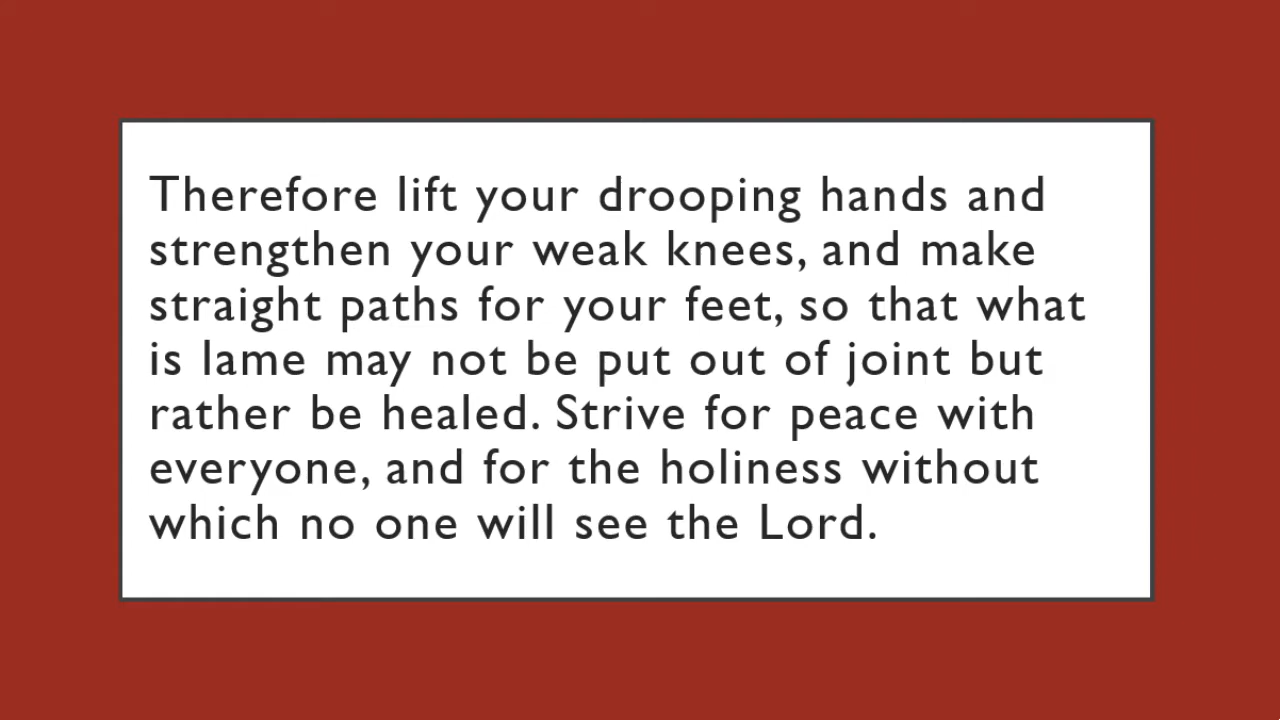 Therefore lift your drooping hands and
strengthen your weak knees, and make
straight paths for your feet, so that what
is lame may not be put out of joint but
rather be healed. Strive for peace with
everyone, and for the holiness without
which no one will see the Lord.